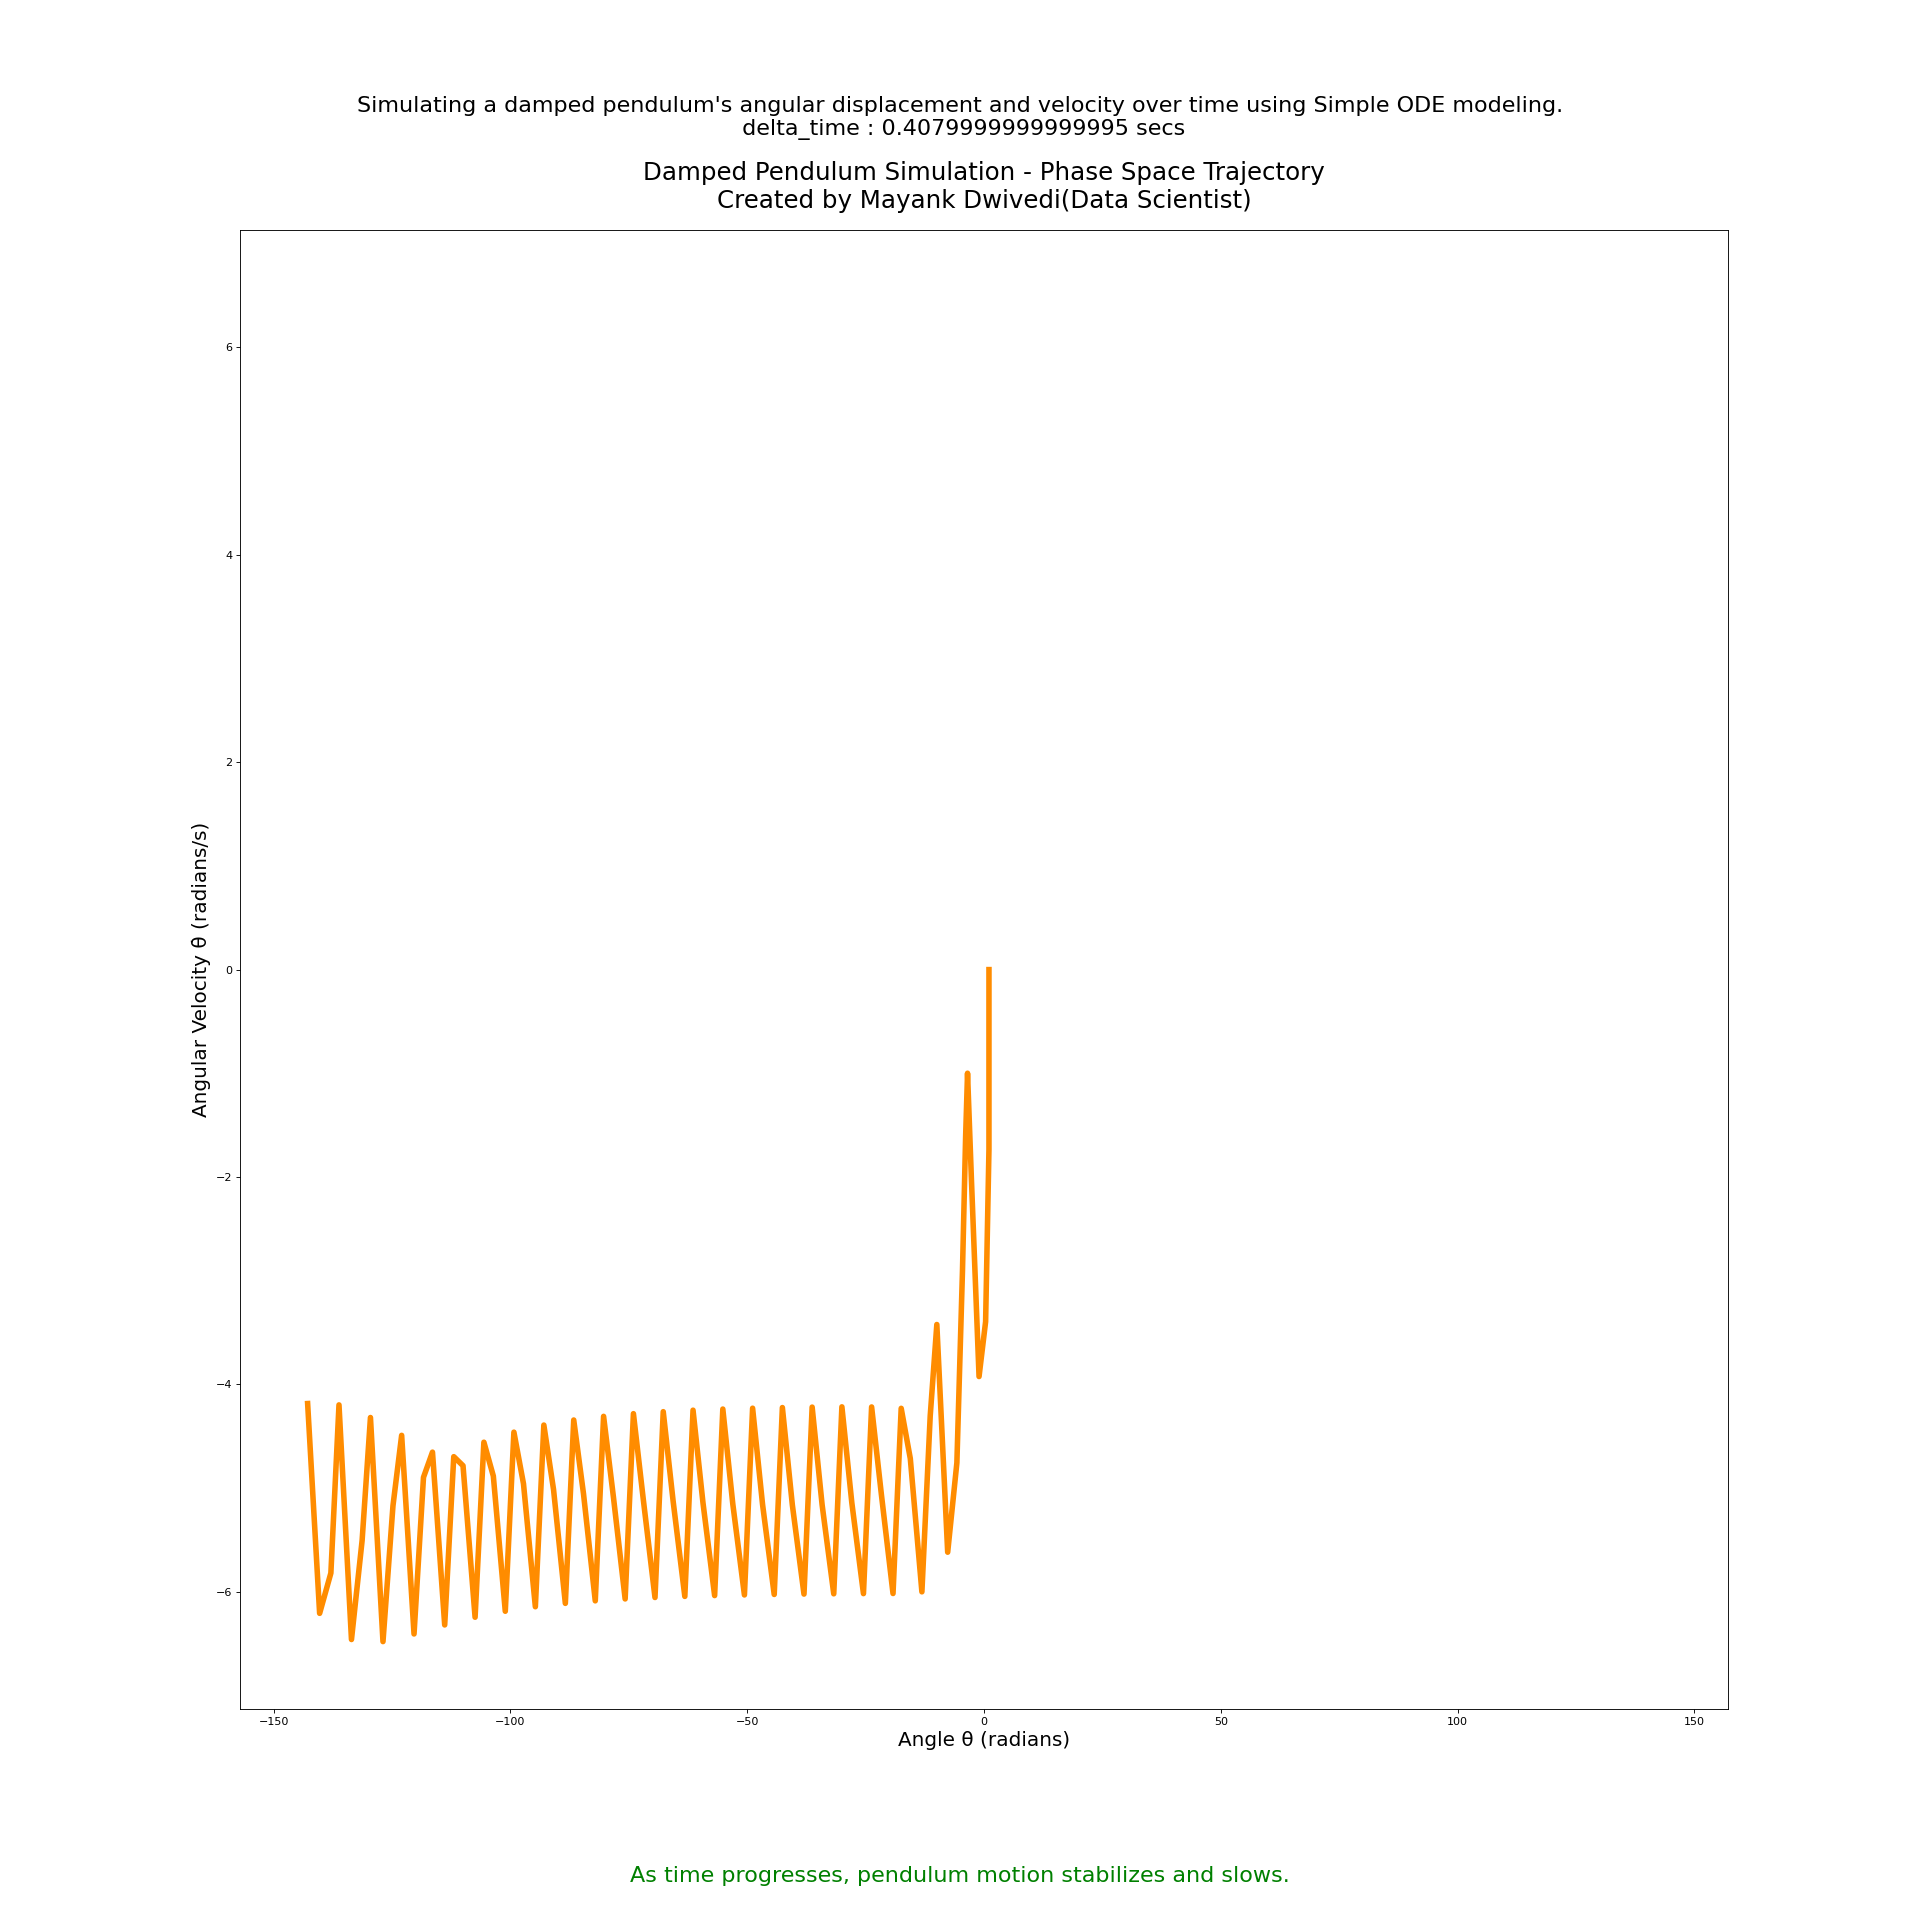 Simulating a damped pendulum's angular displacement and velocity over time using Simple ODE modeling.
delta_time : 0.4079999999999995 secs
Damped Pendulum Simulation - Phase Space Trajectory
Created by Mayank Dwivedi(Data Scientist)
6
4
2
0
−2
−4
−6
Angular Velocity θ̇ (radians/s)
−150
−100
−50
0
50
100
150
Angle θ (radians)
As time progresses, pendulum motion stabilizes and slows.